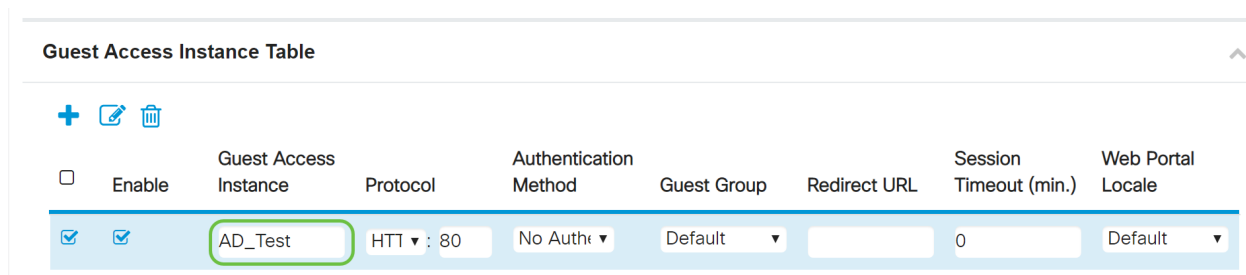 Guest Access Instance Table
Enable Guest Access Instance Protocol Authentication Method Guest Group Redirect URL Session Timeout (min.) Web Portal Locale
AD_Test HTT : 80 No Authe Default 0 Default